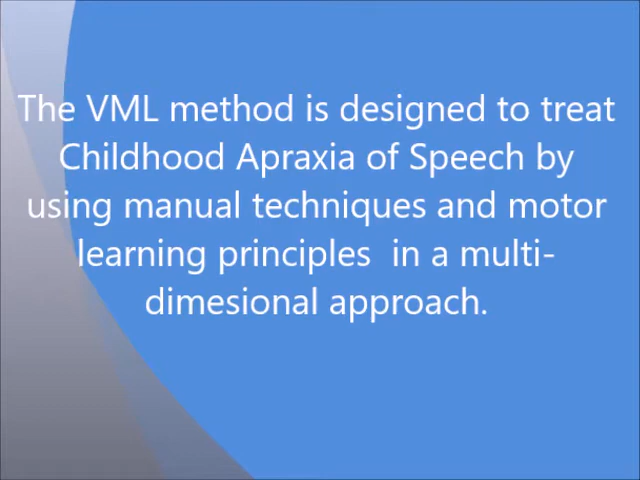 The VML method is designed to treat
Childhood Apraxia of Speech by
using manual techniques and motor
learning principles  in a multi-
dimesional approach.